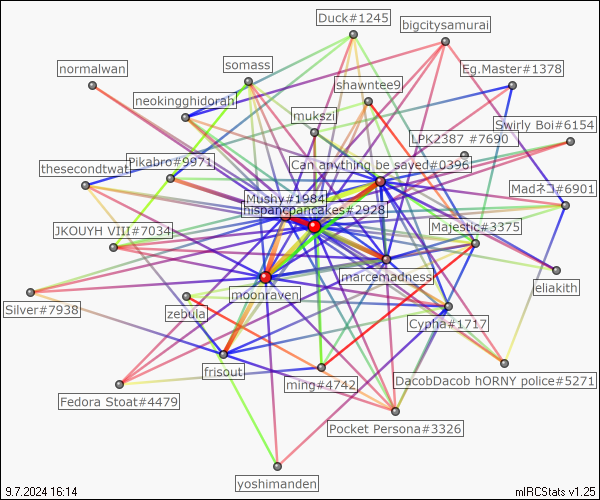 Duck#1245
bigcitysamurai
somass
normalwan
Eg.Master#1378
shawntee9
neokingghidorah
mukszi
Swirly Boi#6154
LPK2387 #7690
thesecondtwat
Pikabro#9971
Can anything be saved#0396
Madネコ#6901
Mushy#1984
hispancpancakes#2928
JKOUYH VIII#7034
Majestic#3375
marcemadness
eliakith
moonraven
Silver#7938
zebula
Cypha#1717
frisout
ming#4742
DacobDacob hORNY police#5271
Fedora Stoat#4479
Pocket Persona#3326
yoshimanden
9.7.2024 16:14
mIRCStats v1.25